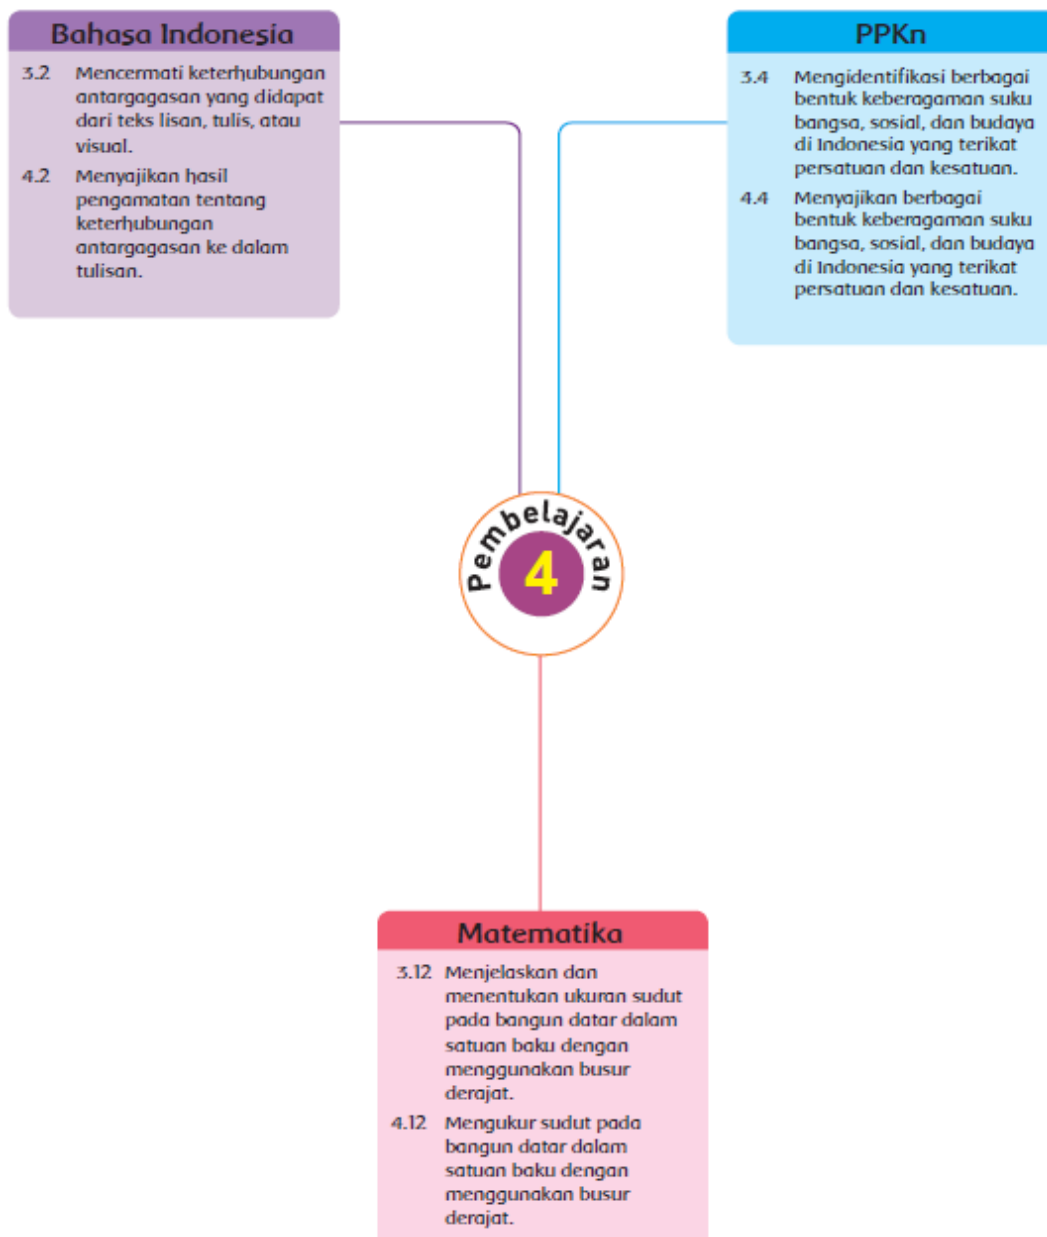 Bahasa Indonesia
3.2 Mencermati keterhubungan
antargagasan yang didapat
dari teks lisan, tulis, atau
visual.
4.2 Menyajikan hasil
pengamatan tentang
keterhubungan
antargagasan ke dalam
tulisan.
PPKn
3.4 Mengidentifikasi berbagai
bentuk keberagaman suku
bangsa, sosial, dan budaya
di Indonesia yang terikat
persatuan dan kesatuan.
4.4 Menyajikan berbagai
bentuk keberagaman suku
bangsa, sosial, dan budaya
di Indonesia yang terikat
persatuan dan kesatuan.
Pembelajaran
4
Matematika
3.12 Menjelaskan dan
menentukan ukuran sudut
pada bangun datar dalam
satuan baku dengan
menggunakan busur
derajat.
4.12 Mengukur sudut pada
bangun datar dalam
satuan baku dengan
menggunakan busur
derajat.